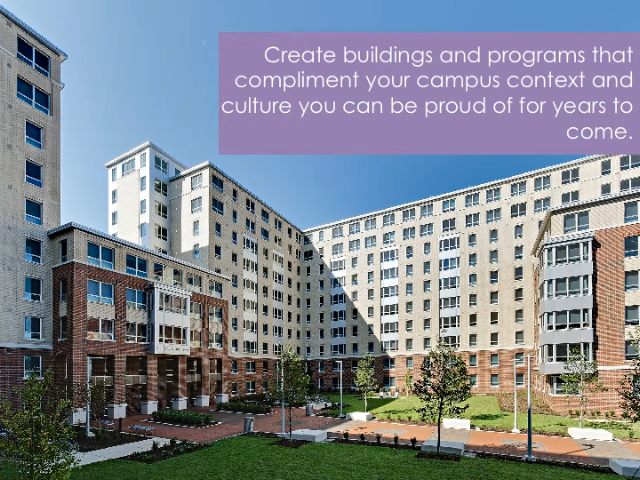 Create buildings and programs that
compliment your campus context and
culture you can be proud of for years to
come.